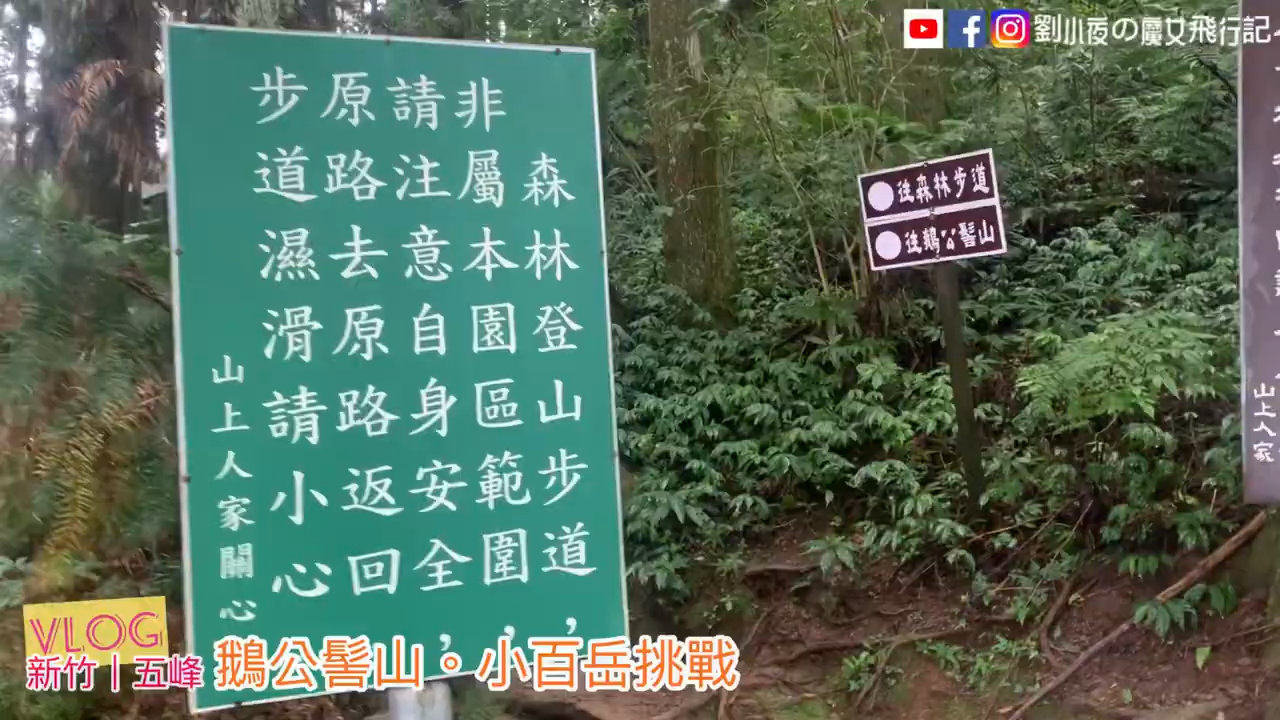 劉小夜の魔女飛行記
森林登山步道，
非屬本園區範圍，
請注意自身安全，
原路去原路返回
步道濕滑請小心
山上人家關心
往森林步道
往鵝公髻山
山上人家
VLOG
新竹｜五峰
鵝公髻山。小百岳挑戰